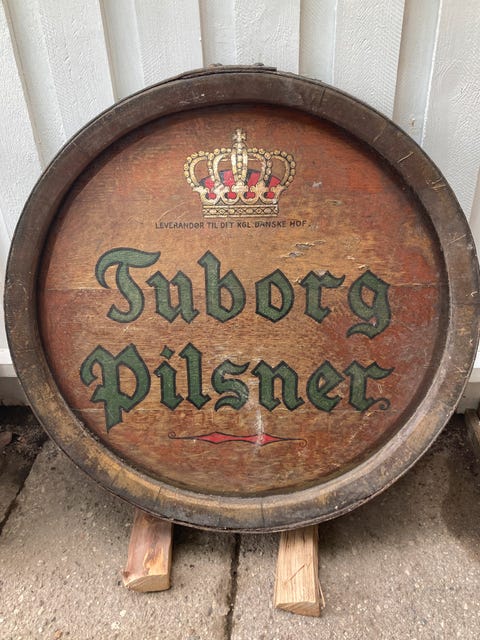 LEVERANDØR TIL DET KGL. DANSKE HOF.
Tuborg
Pilsner